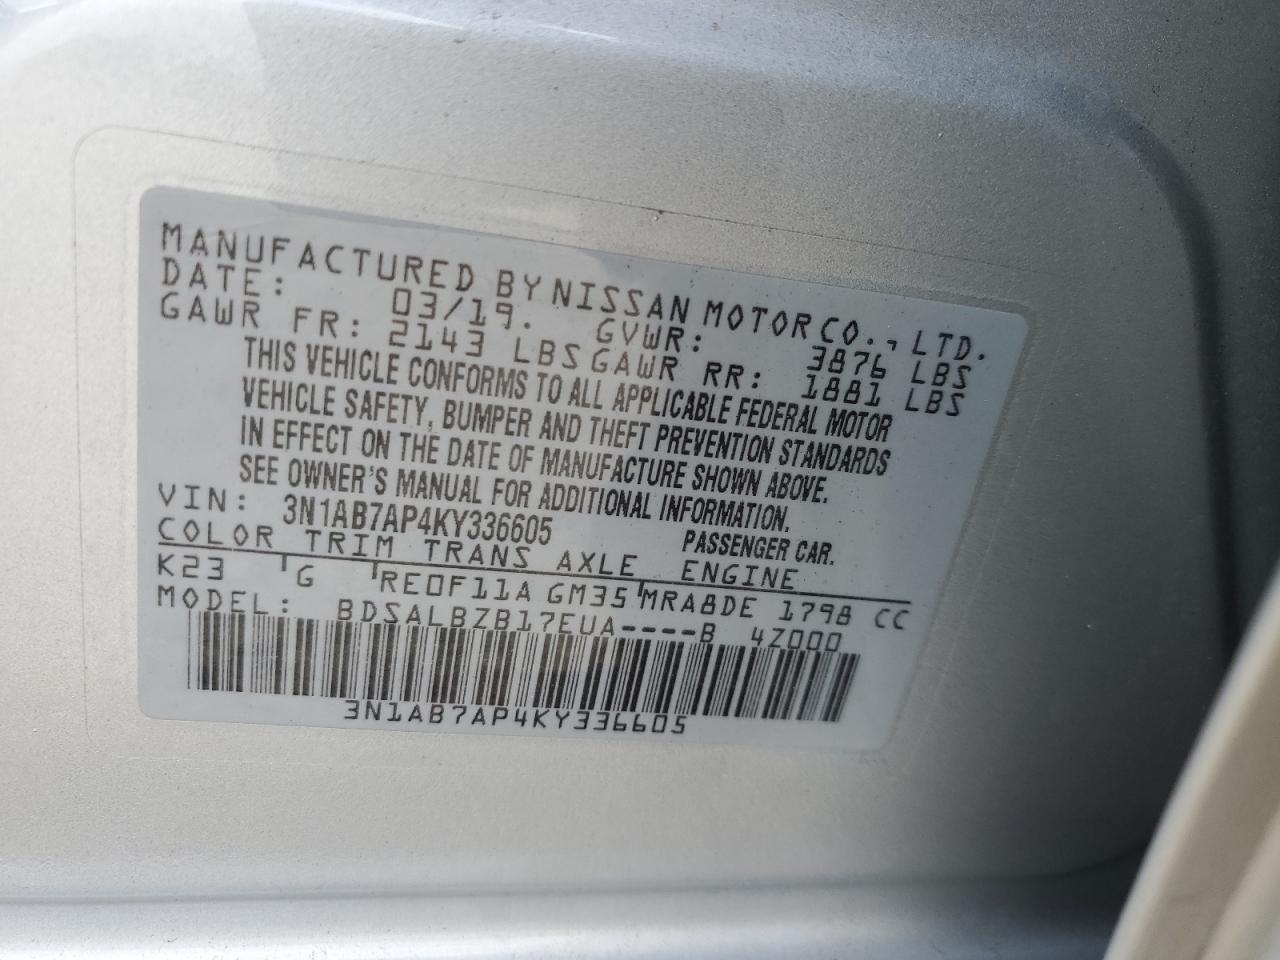 MANUFACTURED BY NISSAN MOTOR CO., LTD.
DATE: 03/19. GVWR: 3876 LBS
GAWR FR: 2143 LBS GAWR RR: 1881 LBS
THIS VEHICLE CONFORMS TO ALL APPLICABLE FEDERAL MOTOR
VEHICLE SAFETY, BUMPER AND THEFT PREVENTION STANDARDS
IN EFFECT ON THE DATE OF MANUFACTURE SHOWN ABOVE.
SEE OWNER'S MANUAL FOR ADDITIONAL INFORMATION.
VIN: 3N1AB7AP4KY336605 PASSENGER CAR.
COLOR TRIM TRANS AXLE ENGINE
K23 G RE0F11A GM35 MRA8DE 1798 CC
MODEL: BDSALBZB17EUA----B 4Z000
3N1AB7AP4KY336605